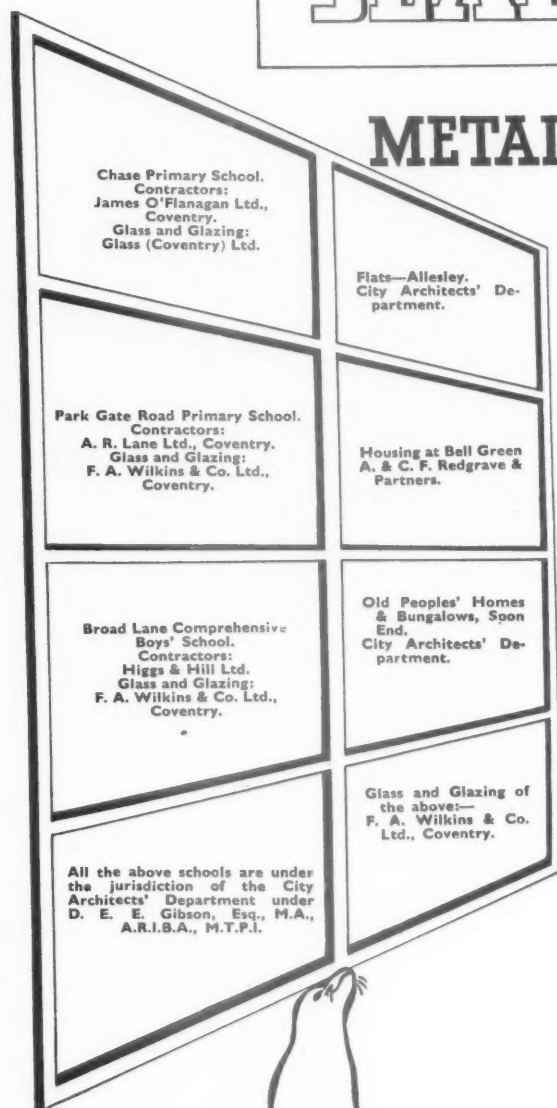 METAL
Chase Primary School.
Contractors:
James O'Flanagan Ltd.,
Coventry.
Glass and Glazing:
Glass (Coventry) Ltd.
Park Gate Road Primary School.
Contractors:
A. R. Lane Ltd., Coventry.
Glass and Glazing:
F. A. Wilkins & Co. Ltd.,
Coventry.
Broad Lane Comprehensive
Boys' School.
Contractors:
Higgs & Hill Ltd.
Glass and Glazing:
F. A. Wilkins & Co. Ltd.,
Coventry.
All the above schools are under
the jurisdiction of the City
Architects' Department under
D. E. E. Gibson, Esq., M.A.,
A.R.I.B.A., M.T.P.I.
Flats—Allesley.
City Architects' De-
partment.
Housing at Bell Green
A. & C. F. Redgrave &
Partners.
Old Peoples' Homes
& Bungalows, Spon
End.
City Architects' De-
partment.
Glass and Glazing of
the above:—
F. A. Wilkins & Co.
Ltd., Coventry.